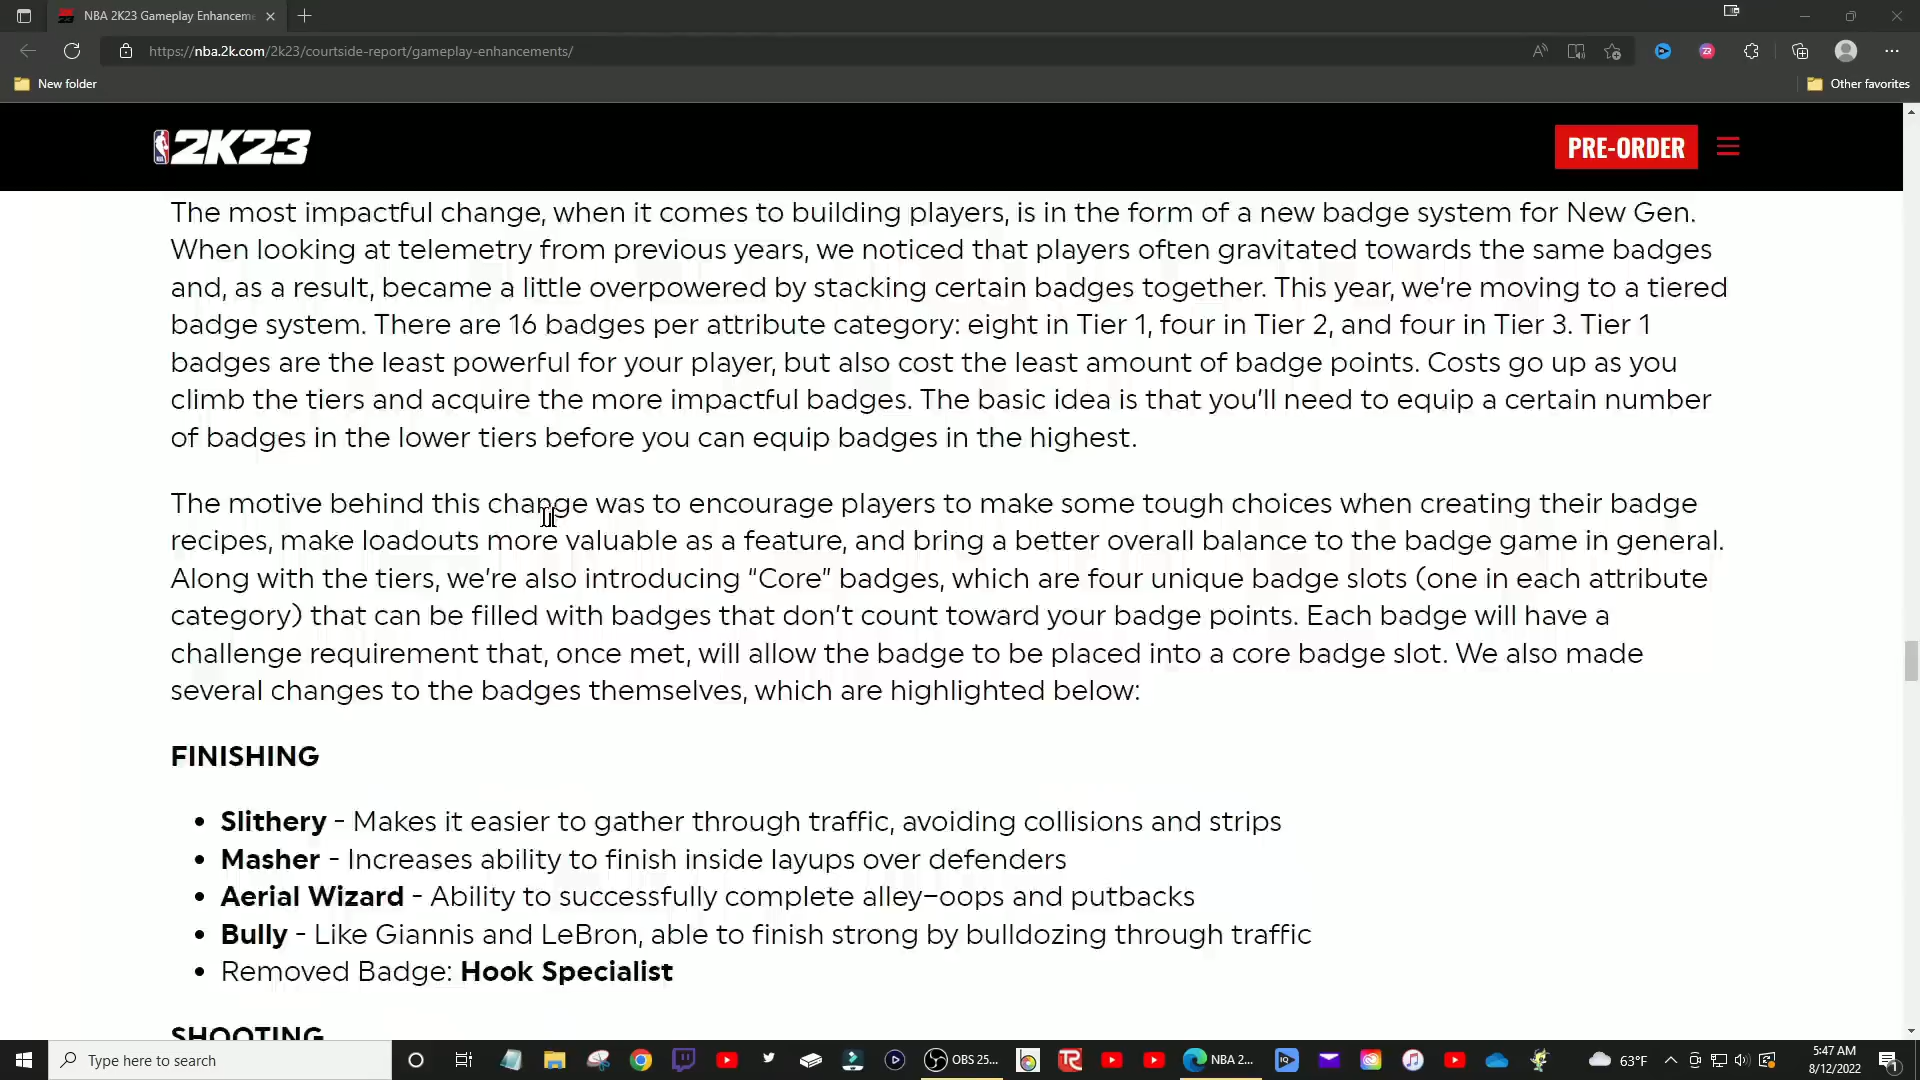 NBA 2K23 Gameplay Enhancem
https://nba.2k.com/2k23/courtside-report/gameplay-enhancements/
New folder
Other favorites
2K23
PRE-ORDER
The most impactful change, when it comes to building players, is in the form of a new badge system for New Gen.
When looking at telemetry from previous years, we noticed that players often gravitated towards the same badges
and, as a result, became a little overpowered by stacking certain badges together. This year, we’re moving to a tiered
badge system. There are 16 badges per attribute category: eight in Tier 1, four in Tier 2, and four in Tier 3. Tier 1
badges are the least powerful for your player, but also cost the least amount of badge points. Costs go up as you
climb the tiers and acquire the more impactful badges. The basic idea is that you’ll need to equip a certain number
of badges in the lower tiers before you can equip badges in the highest.
The motive behind this change was to encourage players to make some tough choices when creating their badge
recipes, make loadouts more valuable as a feature, and bring a better overall balance to the badge game in general.
Along with the tiers, we’re also introducing “Core” badges, which are four unique badge slots (one in each attribute
category) that can be filled with badges that don’t count toward your badge points. Each badge will have a
challenge requirement that, once met, will allow the badge to be placed into a core badge slot. We also made
several changes to the badges themselves, which are highlighted below:
FINISHING
• Slithery - Makes it easier to gather through traffic, avoiding collisions and strips
• Masher - Increases ability to finish inside layups over defenders
• Aerial Wizard - Ability to successfully complete alley-oops and putbacks
• Bully - Like Giannis and LeBron, able to finish strong by bulldozing through traffic
• Removed Badge: Hook Specialist
SHOOTING
Type here to search
OBS 25...
NBA 2...
63°F
5:47 AM
8/12/2022